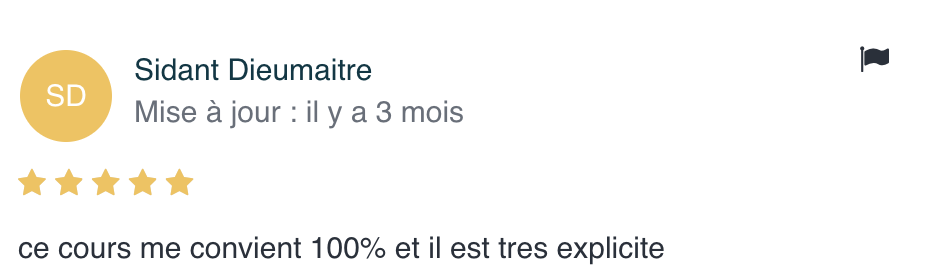 SD
Sidant Dieumaitre
Mise à jour : il y a 3 mois
ce cours me convient 100% et il est tres explicite